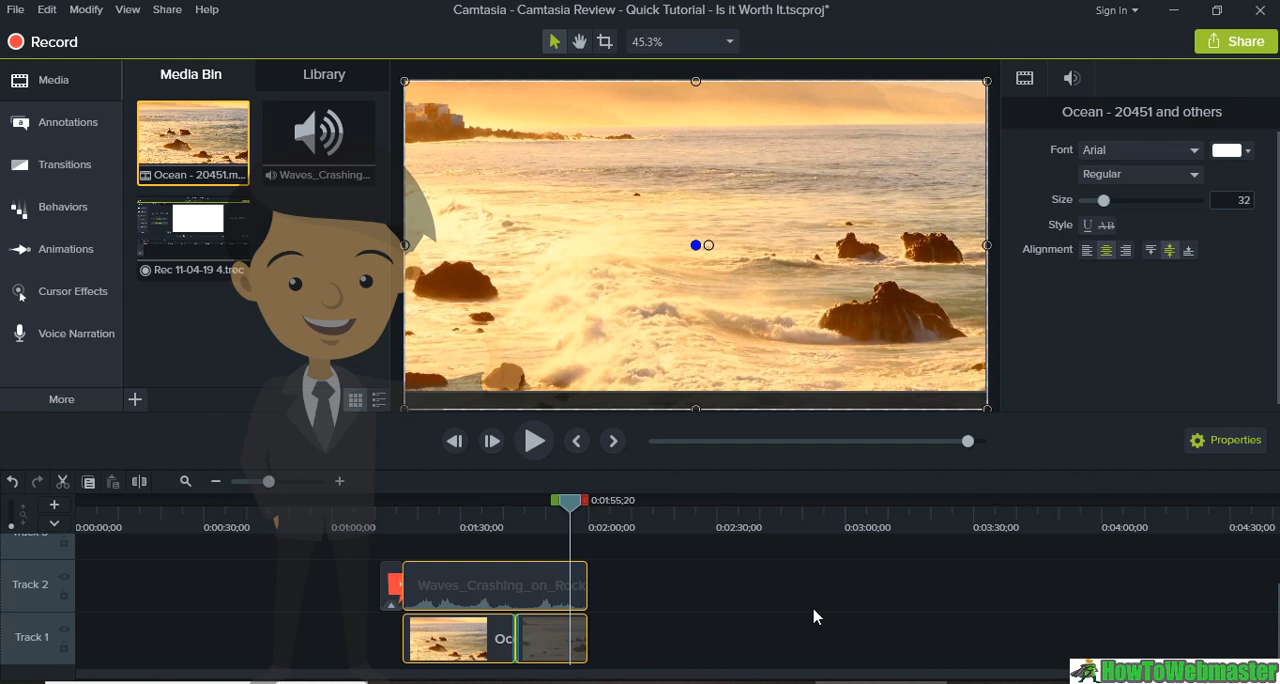 File Edit Modify View Share Help
Camtasia - Camtasia Review - Quick Tutorial - Is it Worth It.tscproj*
Sign In
Record
45.3%
Share
Media
Media Bin
Library
Ocean - 20451 and others
Annotations
Font Arial
Transitions
Ocean - 20451.m...
Waves_Crashing...
Regular
Size 32
Behaviors
Style U AB
Animations
Alignment
Rec 11-04-19 4.trec
Cursor Effects
Voice Narration
More
Properties
0:01:55;20
0:00:00;00 0:00:30;00 0:01:00;00 0:01:30;00 0:02:00;00 0:02:30;00 0:03:00;00 0:03:30;00 0:04:00;00 0:04:30;00
Track 3
Track 2
Waves_Crashing_on_Rock
Track 1
Oc
HowToWebmaster